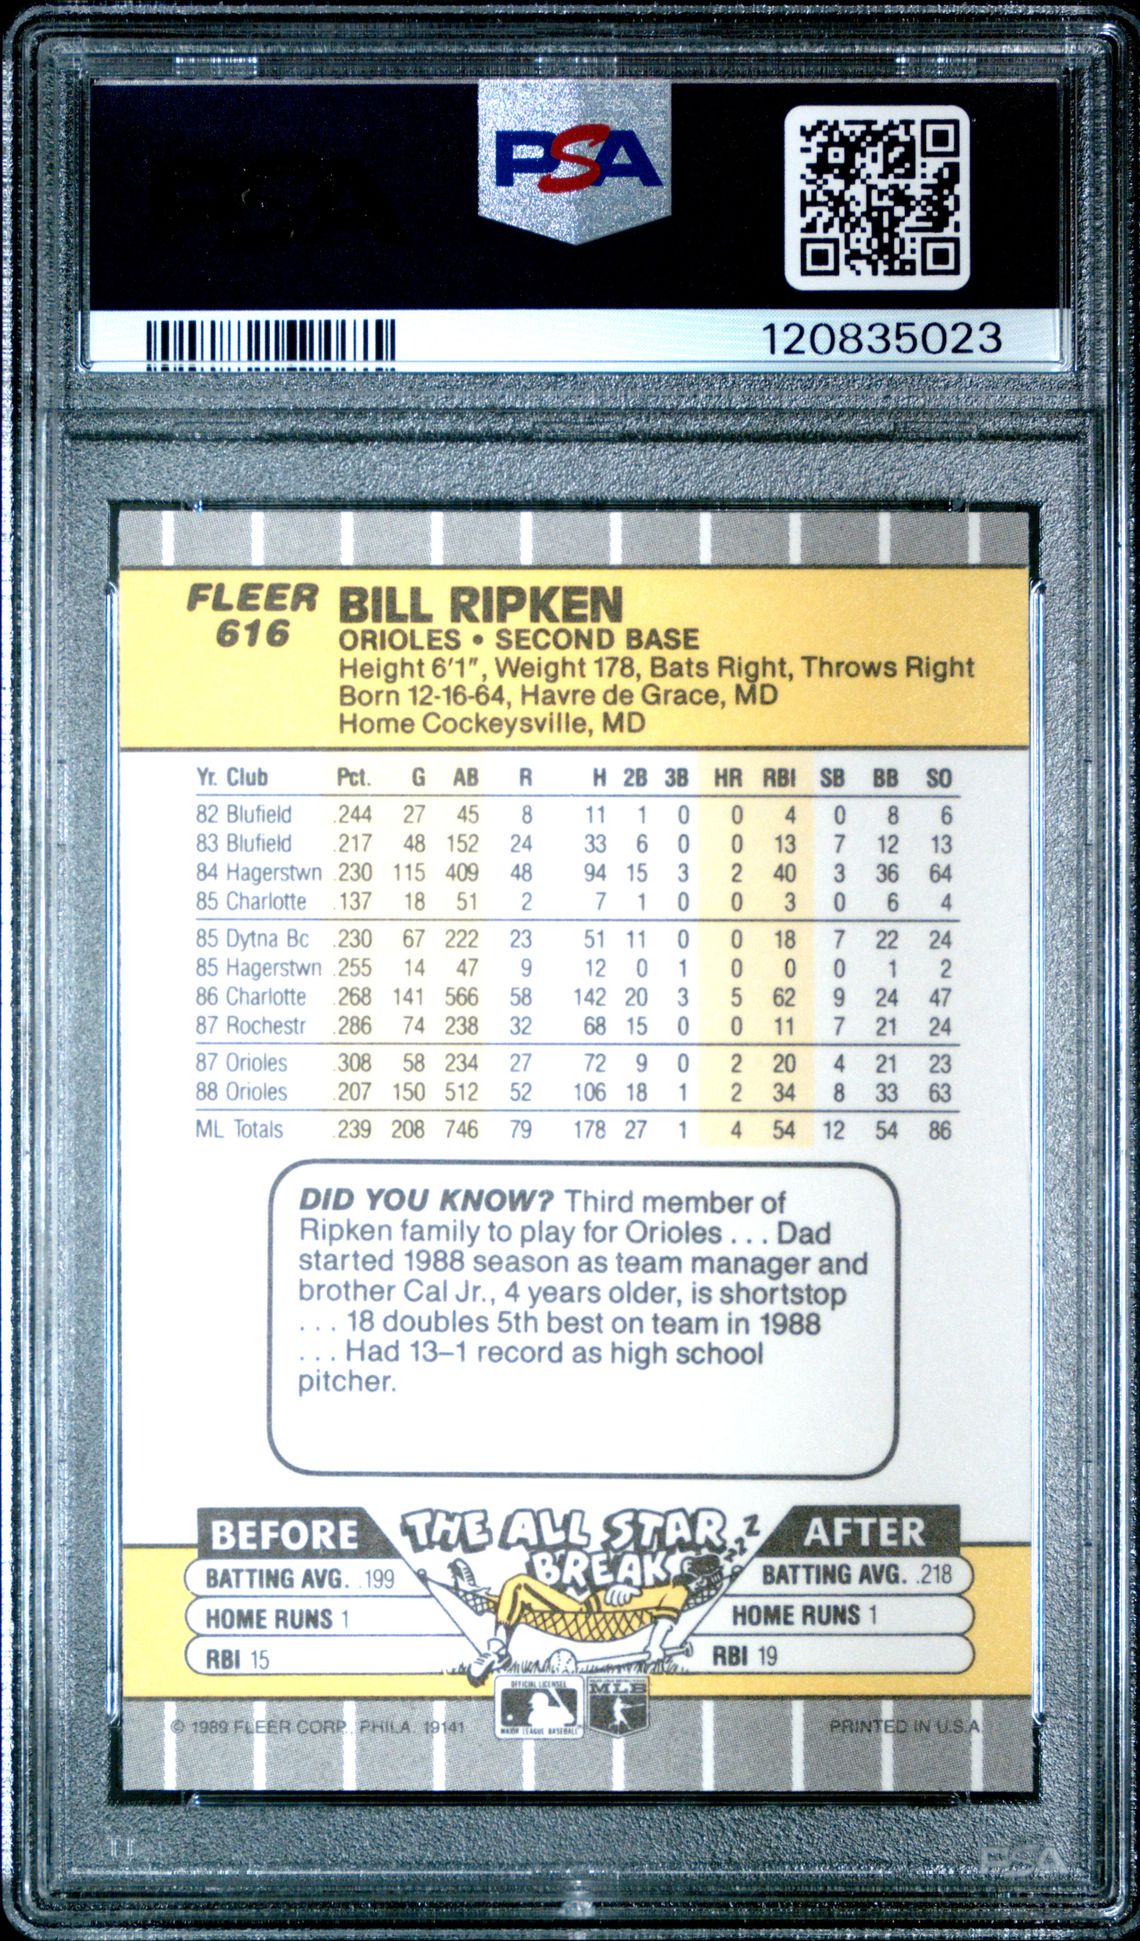 PSA
120835023
FLEER
616
BILL RIPKEN
ORIOLES • SECOND BASE
Height 6'1", Weight 178, Bats Right, Throws Right
Born 12-16-64, Havre de Grace, MD
Home Cockeysville, MD
Yr. Club Pct. G AB R H 2B 3B HR RBI SB BB SO
82 Blufield .244 27 45 8 11 1 0 0 4 0 8 6
83 Blufield .217 48 152 24 33 6 0 0 13 7 12 13
84 Hagerstwn .230 115 409 48 94 15 3 2 40 3 36 64
85 Charlotte .137 18 51 2 7 1 0 0 3 0 6 4
85 Dytna Bc .230 67 222 23 51 11 0 0 18 7 22 24
85 Hagerstwn .255 14 47 9 12 0 1 0 0 0 1 2
86 Charlotte .268 141 566 58 142 20 3 5 62 9 24 47
87 Rochestr .286 74 238 32 68 15 0 0 11 7 21 24
87 Orioles .308 58 234 27 72 9 0 2 20 4 21 23
88 Orioles .207 150 512 52 106 18 1 2 34 8 33 63
ML Totals .239 208 746 79 178 27 1 4 54 12 54 86
DID YOU KNOW? Third member of
Ripken family to play for Orioles . . . Dad
started 1988 season as team manager and
brother Cal Jr., 4 years older, is shortstop
. . . 18 doubles 5th best on team in 1988
. . . Had 13–1 record as high school
pitcher.
THE ALL STAR
BREAK
ZZZ
BEFORE
BATTING AVG. .199
HOME RUNS 1
RBI 15
AFTER
BATTING AVG. .218
HOME RUNS 1
RBI 19
OFFICIAL LICENSEE
MAJOR LEAGUE BASEBALL
MLB
© 1989 FLEER CORP., PHILA. 19141
PRINTED IN U.S.A.
PSA